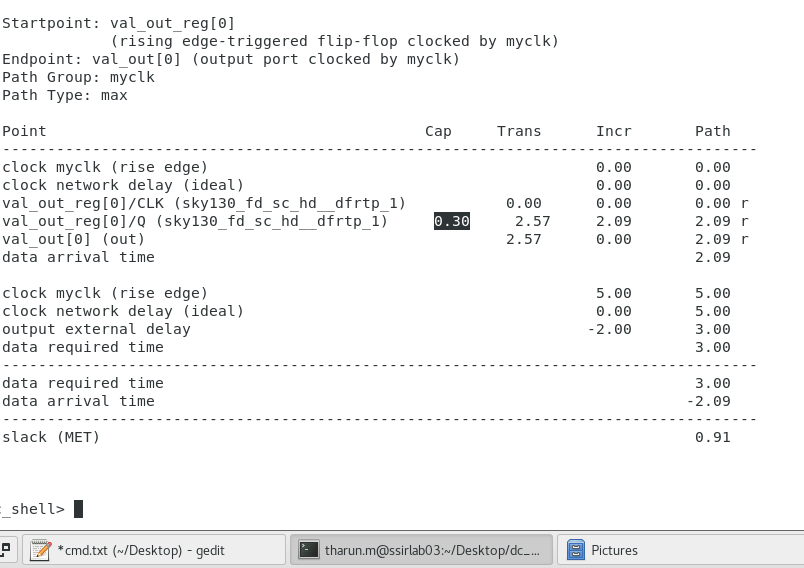 Startpoint: val_out_reg[0]
(rising edge-triggered flip-flop clocked by myclk)
Endpoint: val_out[0] (output port clocked by myclk)
Path Group: myclk
Path Type: max
Point Cap Trans Incr Path
--------------------------------------------------------------------------------
clock myclk (rise edge) 0.00 0.00
clock network delay (ideal) 0.00 0.00
val_out_reg[0]/CLK (sky130_fd_sc_hd__dfrtp_1) 0.00 0.00 0.00 r
val_out_reg[0]/Q (sky130_fd_sc_hd__dfrtp_1) 0.30 2.57 2.09 2.09 r
val_out[0] (out) 2.57 0.00 2.09 r
data arrival time 2.09
clock myclk (rise edge) 5.00 5.00
clock network delay (ideal) 0.00 5.00
output external delay -2.00 3.00
data required time 3.00
--------------------------------------------------------------------------------
data required time 3.00
data arrival time -2.09
--------------------------------------------------------------------------------
slack (MET) 0.91
_shell>
*cmd.txt (~/Desktop) - gedit
tharun.m@ssirlab03:~/Desktop/dc_...
Pictures